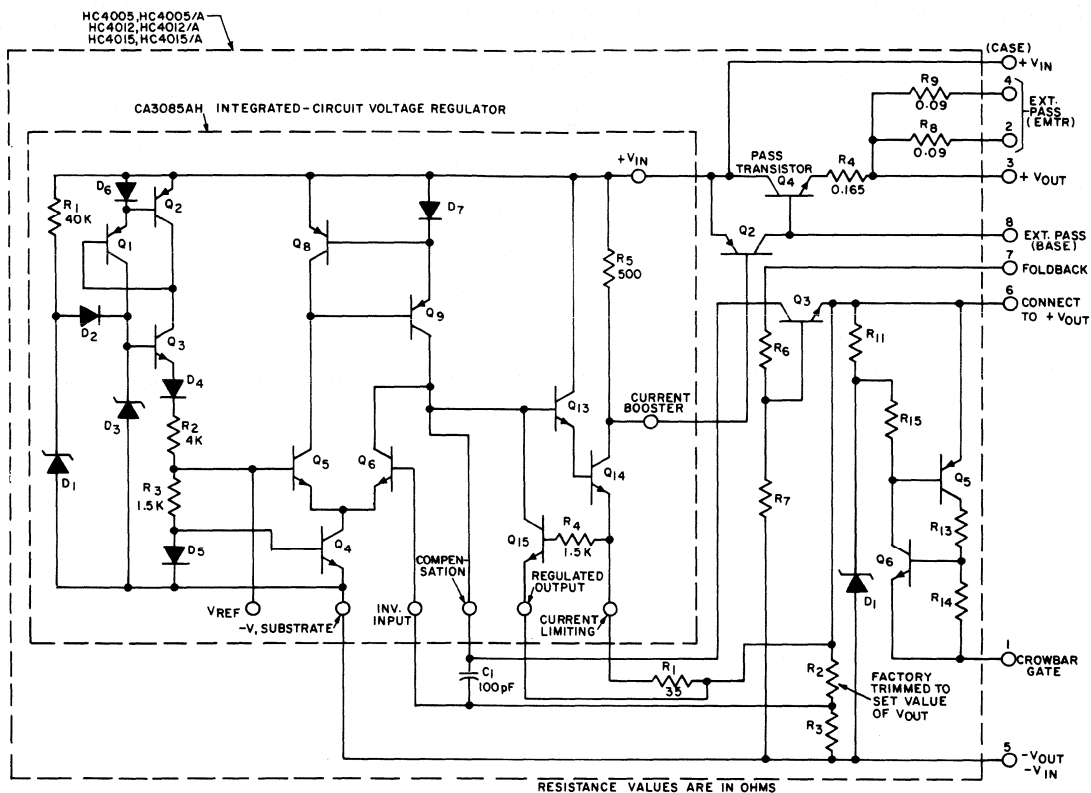 HC4005, HC4005/A
HC4012, HC4012/A
HC4015, HC4015/A
(CASE)
+VIN
CA3085AH INTEGRATED-CIRCUIT VOLTAGE REGULATOR
R9
0.09
4
EXT.
PASS
(EMTR)
R8
0.09
2
+VIN
PASS
TRANSISTOR
Q4
R4
0.165
3
+VOUT
D6
Q2
R1
40K
Q1
D7
Q8
R5
500
Q2
8
EXT. PASS
(BASE)
7
FOLDBACK
6
CONNECT
TO +VOUT
Q9
Q3
D2
Q3
R6
R11
D4
R2
4K
D3
Q13
CURRENT
BOOSTER
R15
D1
Q5
Q6
Q14
Q5
R3
1.5K
R7
R13
Q4
Q15
R4
1.5K
D5
Q6
COMPEN-
SATION
REGULATED
OUTPUT
D1
R14
VREF
-V, SUBSTRATE
INV.
INPUT
CURRENT
LIMITING
1
CROWBAR
GATE
C1
100pF
R1
35
R2
FACTORY
TRIMMED TO
SET VALUE
OF VOUT
R3
5
-VOUT
-VIN
RESISTANCE VALUES ARE IN OHMS